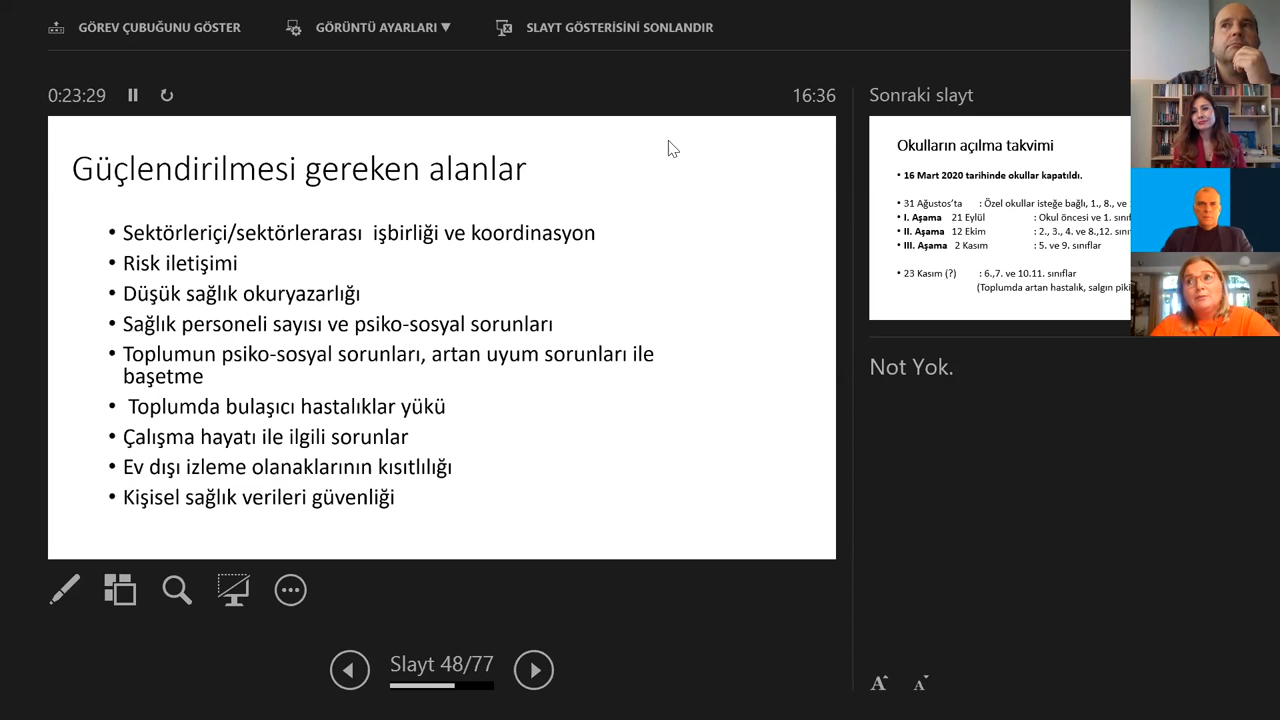 GÖREV ÇUBUĞUNU GÖSTER
GÖRÜNTÜ AYARLARI
SLAYT GÖSTERİSİNİ SONLANDIR
0:23:29
16:36
Güçlendirilmesi gereken alanlar
• Sektörleriçi/sektörlerarası işbirliği ve koordinasyon
• Risk iletişimi
• Düşük sağlık okuryazarlığı
• Sağlık personeli sayısı ve psiko-sosyal sorunları
• Toplumun psiko-sosyal sorunları, artan uyum sorunları ile
başetme
• Toplumda bulaşıcı hastalıklar yükü
• Çalışma hayatı ile ilgili sorunlar
• Ev dışı izleme olanaklarının kısıtlılığı
• Kişisel sağlık verileri güvenliği
Slayt 48/77
Sonraki slayt
Okulların açılma takvimi
• 16 Mart 2020 tarihinde okullar kapatıldı.
• 31 Ağustos'ta : Özel okullar isteğe bağlı, 1., 8., ve
• I. Aşama 21 Eylül : Okul öncesi ve 1. sınıf
• II. Aşama 12 Ekim : 2., 3., 4. ve 8.,12. sını
• III. Aşama 2 Kasım : 5. ve 9. sınıflar
• 23 Kasım (?) : 6.,7. ve 10.11. sınıflar
(Toplumda artan hastalık, salgın piki
Not Yok.
A A